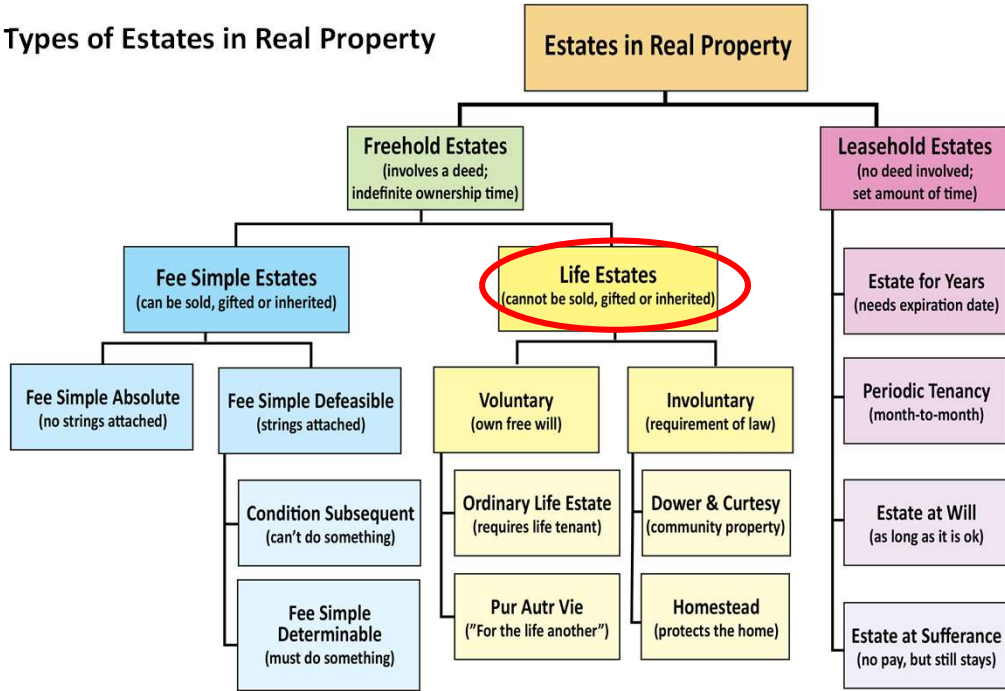 Types of Estates in Real Property
Estates in Real Property
Freehold Estates
(involves a deed;
indefinite ownership time)
Leasehold Estates
(no deed involved;
set amount of time)
Fee Simple Estates
(can be sold, gifted or inherited)
Life Estates
(cannot be sold, gifted or inherited)
Estate for Years
(needs expiration date)
Fee Simple Absolute
(no strings attached)
Fee Simple Defeasible
(strings attached)
Voluntary
(own free will)
Involuntary
(requirement of law)
Periodic Tenancy
(month-to-month)
Condition Subsequent
(can't do something)
Ordinary Life Estate
(requires life tenant)
Dower & Curtesy
(community property)
Estate at Will
(as long as it is ok)
Fee Simple
Determinable
(must do something)
Pur Autr Vie
("For the life another")
Homestead
(protects the home)
Estate at Sufferance
(no pay, but still stays)